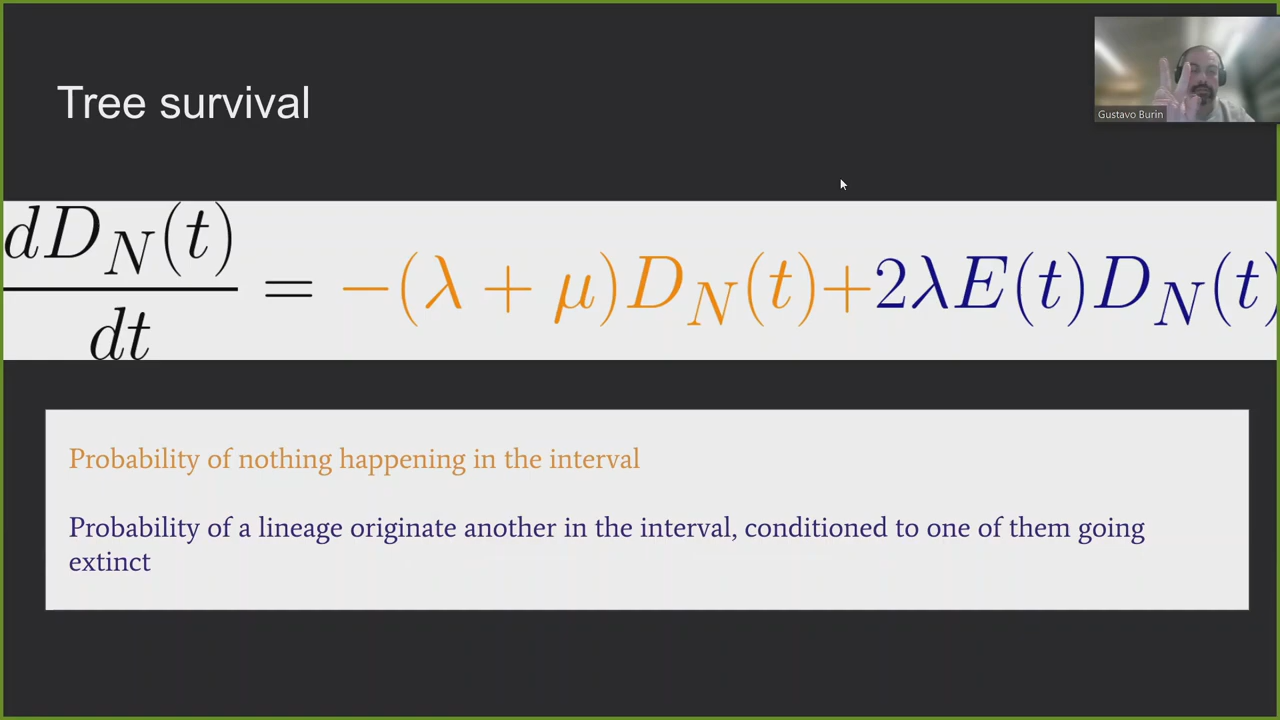 Tree survival
Gustavo Burin
dD_N(t)/dt = −(λ + μ)D_N(t)+2λE(t)D_N(t)
Probability of nothing happening in the interval
Probability of a lineage originate another in the interval, conditioned to one of them going
extinct